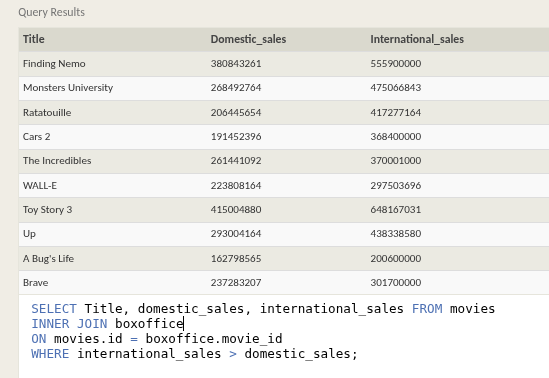 Query Results
Title Domestic_sales International_sales
Finding Nemo 380843261 555900000
Monsters University 268492764 475066843
Ratatouille 206445654 417277164
Cars 2 191452396 368400000
The Incredibles 261441092 370001000
WALL-E 223808164 297503696
Toy Story 3 415004880 648167031
Up 293004164 438338580
A Bug's Life 162798565 200600000
Brave 237283207 301700000
SELECT Title, domestic_sales, international_sales FROM movies
INNER JOIN boxoffice
ON movies.id = boxoffice.movie_id
WHERE international_sales > domestic_sales;